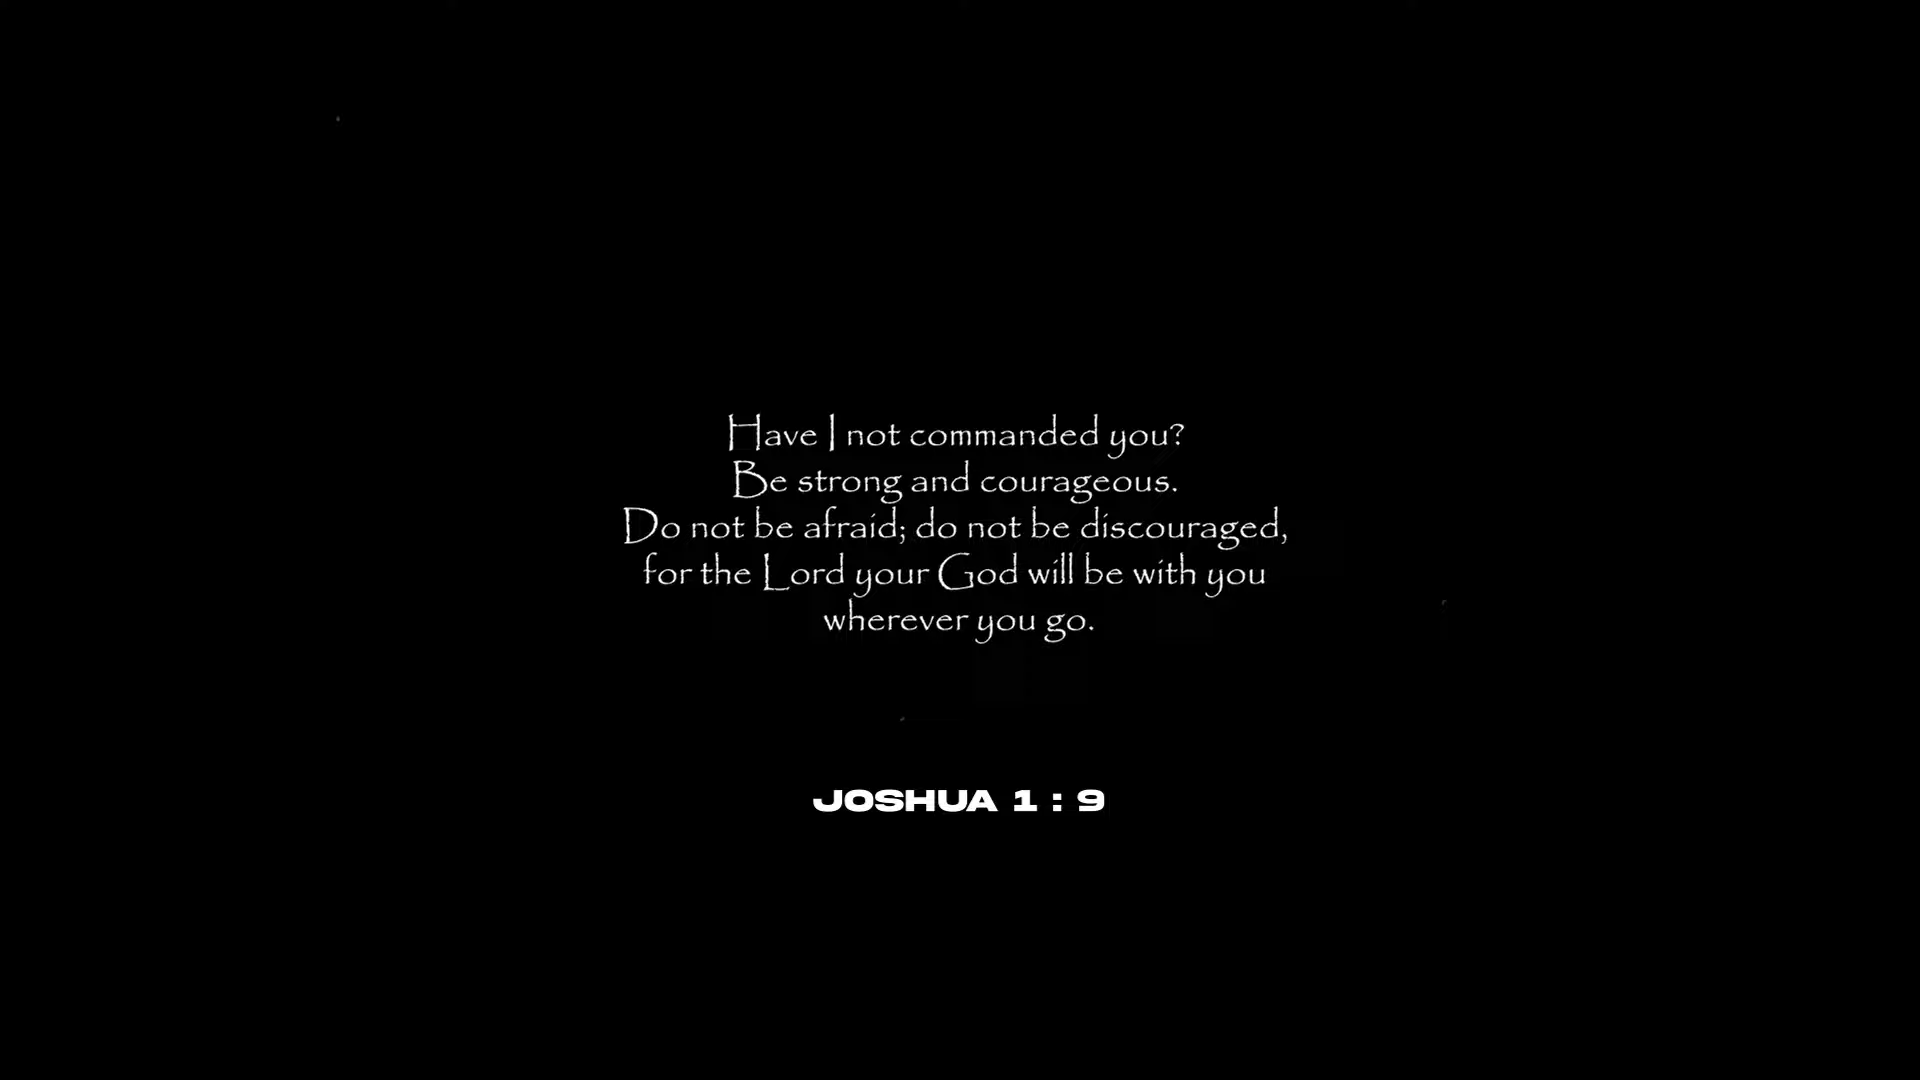 Have I not commanded you?
Be strong and courageous.
Do not be afraid; do not be discouraged,
for the Lord your God will be with you
wherever you go.
JOSHUA 1 : 9